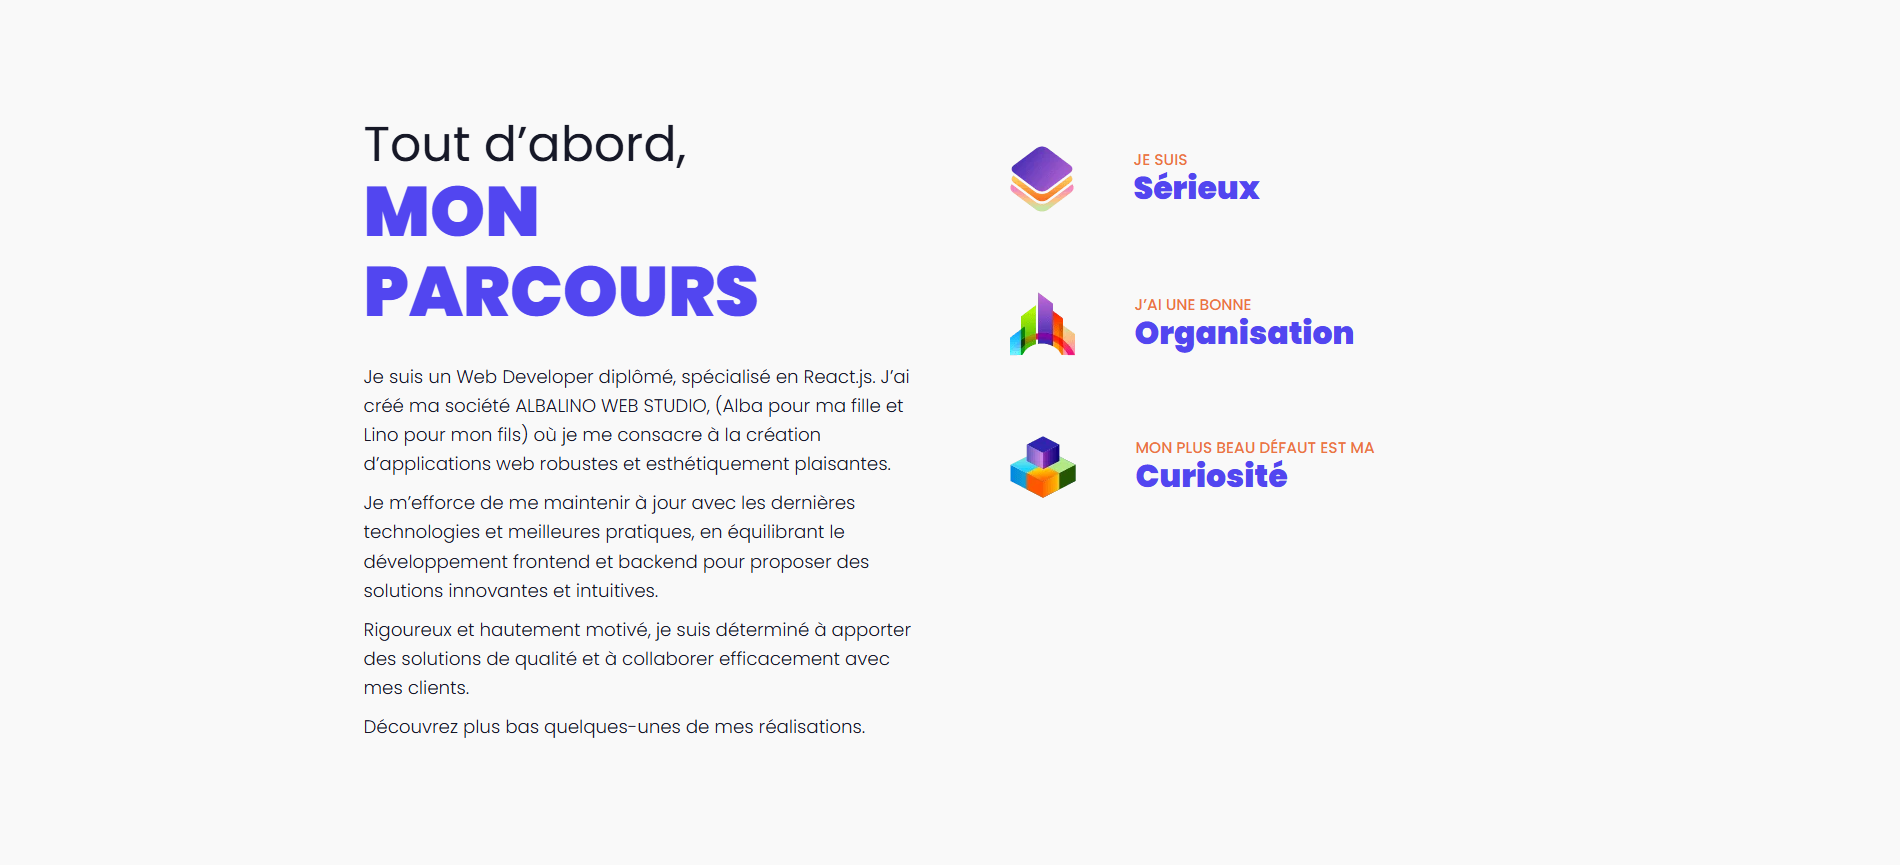 Tout d’abord,
MON
PARCOURS
Je suis un Web Developer diplômé, spécialisé en React.js. J’ai
créé ma société ALBALINO WEB STUDIO, (Alba pour ma fille et
Lino pour mon fils) où je me consacre à la création
d’applications web robustes et esthétiquement plaisantes.
Je m’efforce de me maintenir à jour avec les dernières
technologies et meilleures pratiques, en équilibrant le
développement frontend et backend pour proposer des
solutions innovantes et intuitives.
Rigoureux et hautement motivé, je suis déterminé à apporter
des solutions de qualité et à collaborer efficacement avec
mes clients.
Découvrez plus bas quelques-unes de mes réalisations.
JE SUIS
Sérieux
J’AI UNE BONNE
Organisation
MON PLUS BEAU DÉFAUT EST MA
Curiosité